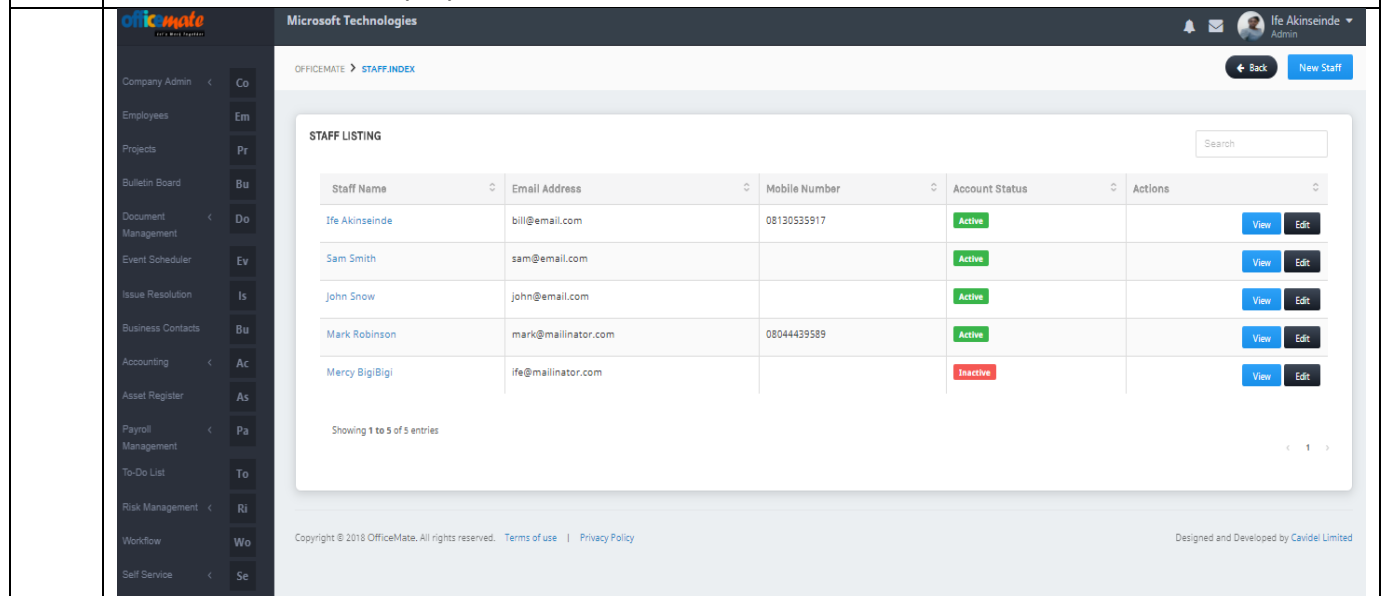 officemate
Let's Work Together
Microsoft Technologies
Ife Akinseinde
Admin
OFFICEMATE > STAFF.INDEX
Back
New Staff
Company Admin Co
Employees Em
Projects Pr
Bulletin Board Bu
Document Do
Management
Event Scheduler Ev
Issue Resolution Is
Business Contacts Bu
Accounting Ac
Asset Register As
Payroll Pa
Management
To-Do List To
Risk Management Ri
Workflow Wo
Self Service Se
STAFF LISTING
Search
Staff Name Email Address Mobile Number Account Status Actions
Ife Akinseinde bill@email.com 08130535917 Active View Edit
Sam Smith sam@email.com Active View Edit
John Snow john@email.com Active View Edit
Mark Robinson mark@mailinator.com 08044439589 Active View Edit
Mercy BigiBigi ife@mailinator.com Inactive View Edit
Showing 1 to 5 of 5 entries
‹ 1 ›
Copyright © 2018 OfficeMate. All rights reserved. Terms of use | Privacy Policy
Designed and Developed by Cavidel Limited